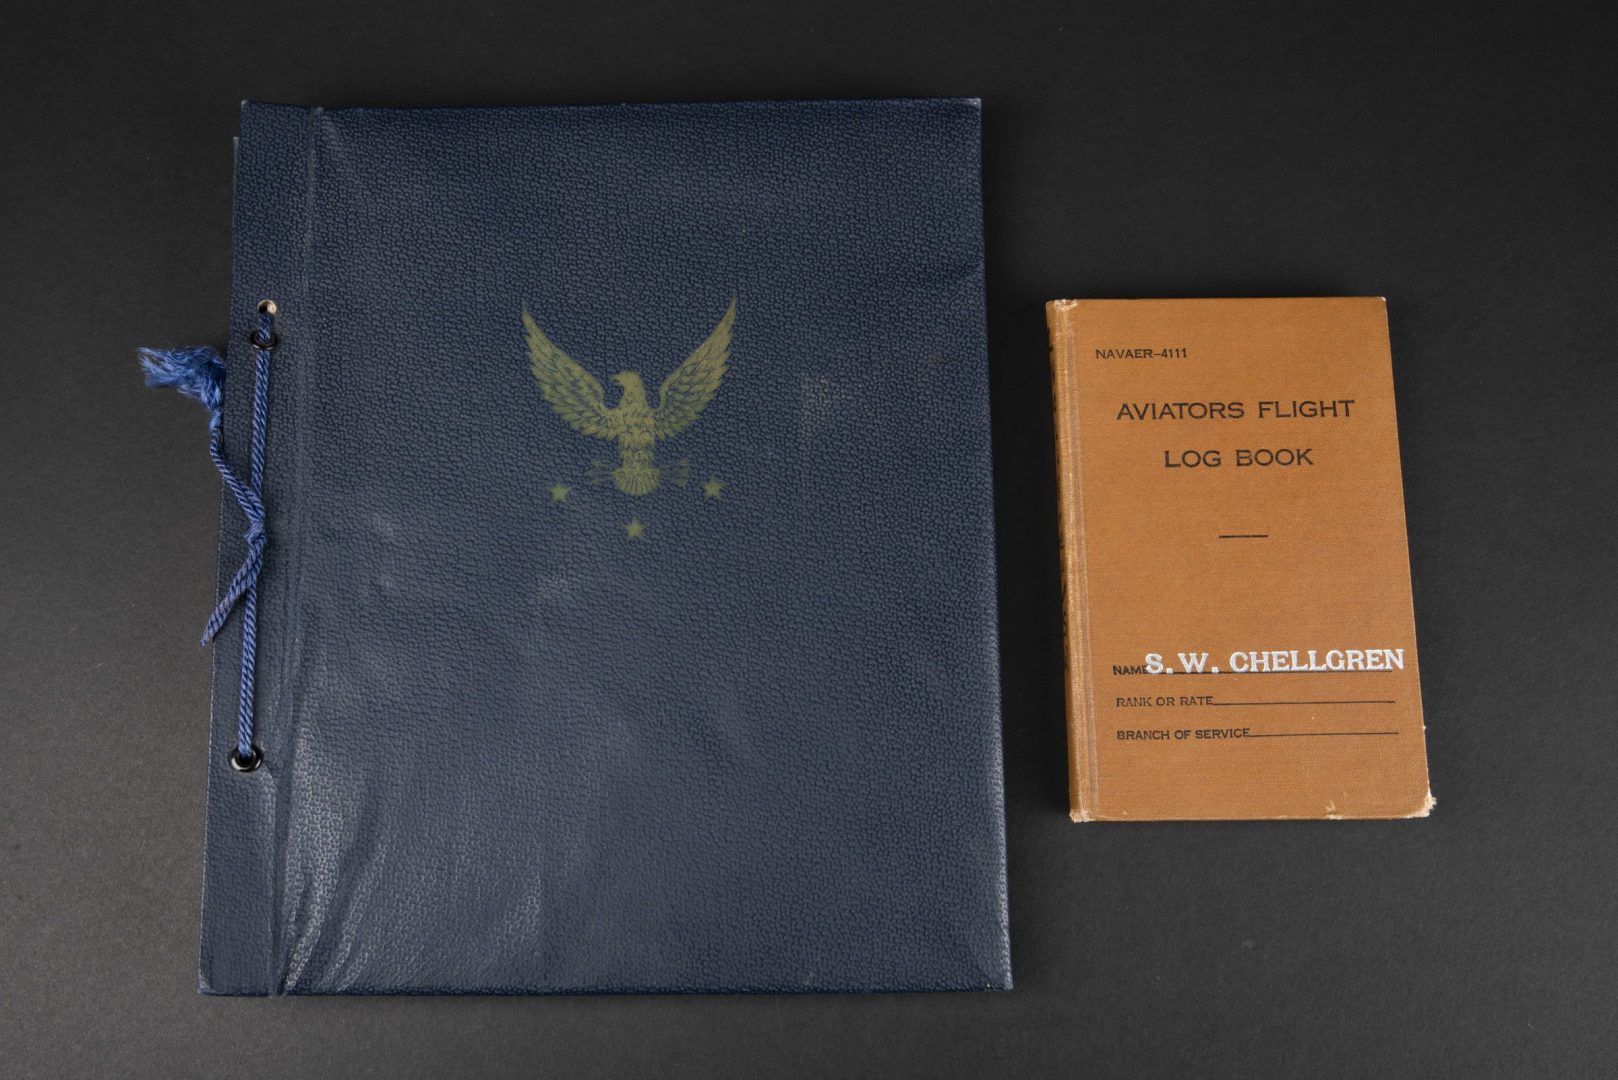 NAVAER-4111
AVIATORS FLIGHT
LOG BOOK
NAME S. W. CHELLGREN
RANK OR RATE
BRANCH OF SERVICE